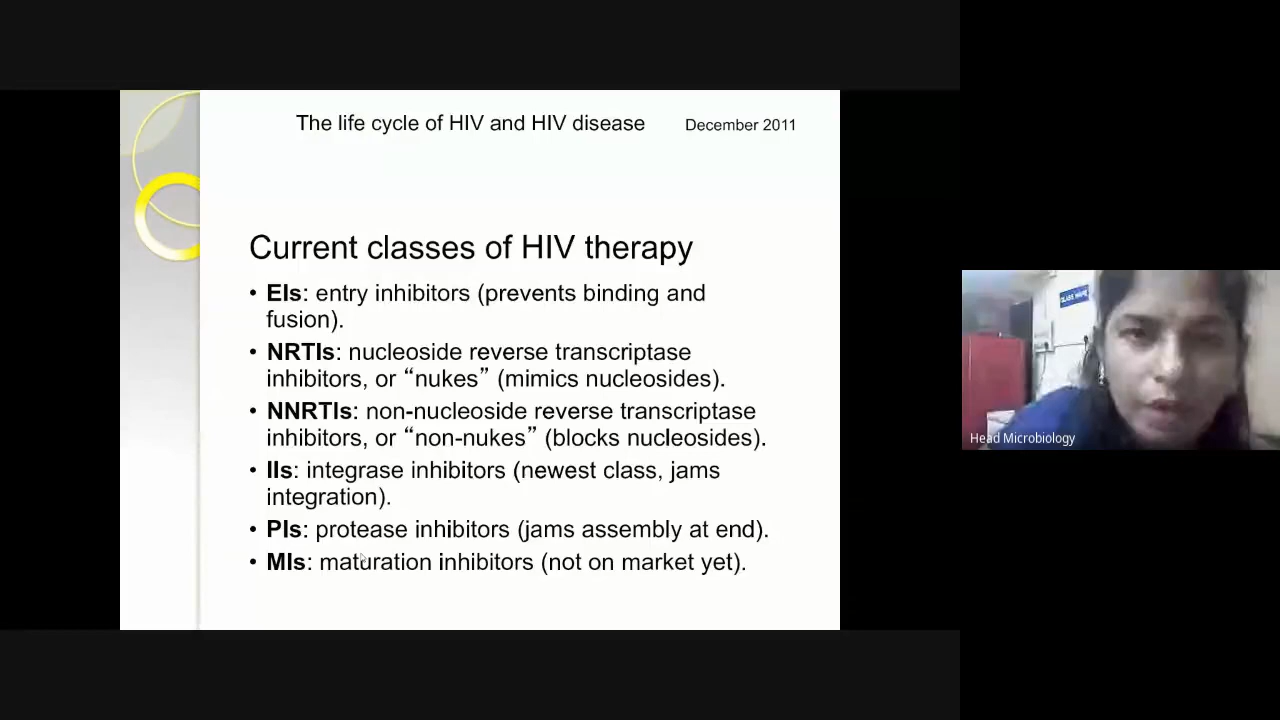 The life cycle of HIV and HIV disease December 2011
Current classes of HIV therapy
• EIs: entry inhibitors (prevents binding and
fusion).
• NRTIs: nucleoside reverse transcriptase
inhibitors, or “nukes” (mimics nucleosides).
• NNRTIs: non-nucleoside reverse transcriptase
inhibitors, or “non-nukes” (blocks nucleosides).
• IIs: integrase inhibitors (newest class, jams
integration).
• PIs: protease inhibitors (jams assembly at end).
• MIs: maturation inhibitors (not on market yet).
Head Microbiology